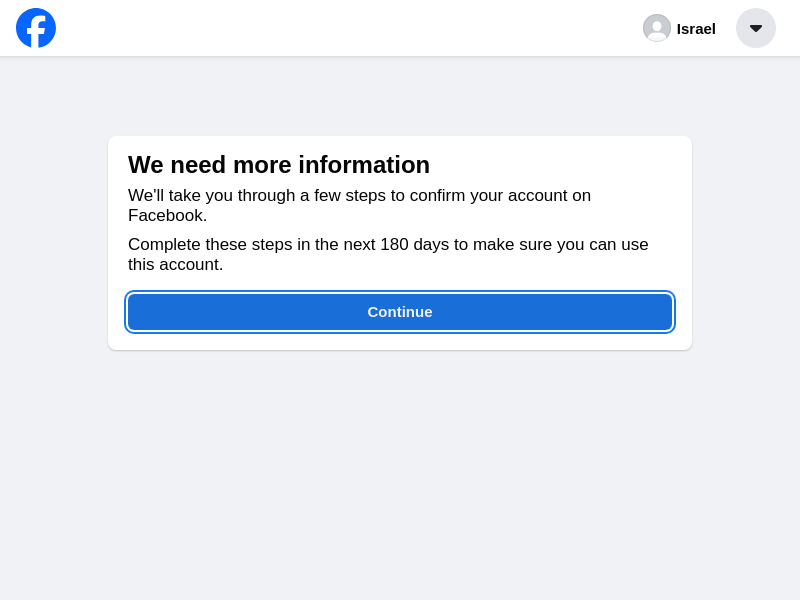 Israel
We need more information
We'll take you through a few steps to confirm your account on
Facebook.
Complete these steps in the next 180 days to make sure you can use
this account.
Continue